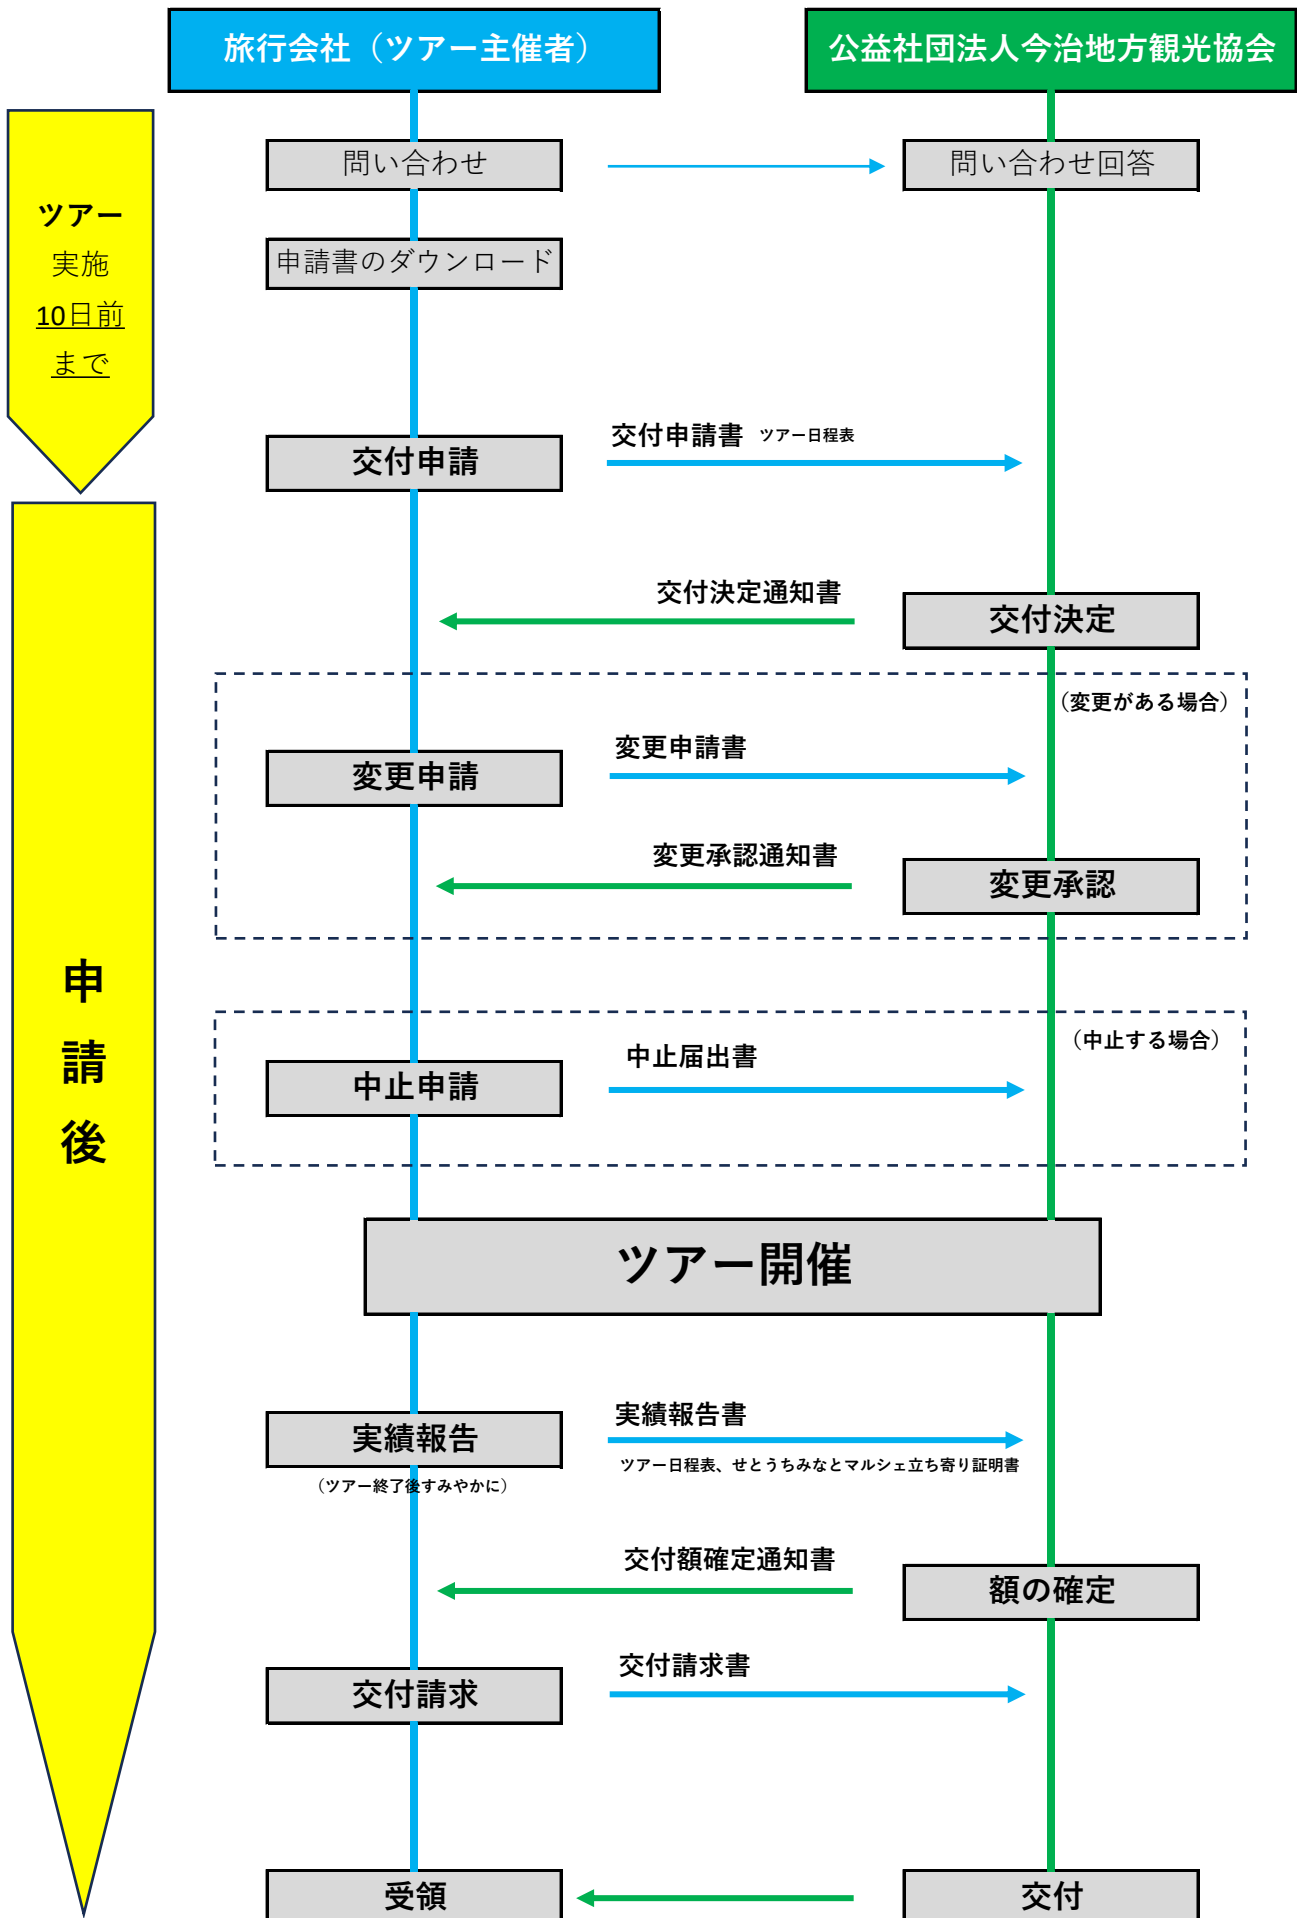 旅行会社（ツアー主催者）
公益社団法人今治地方観光協会
問い合わせ
問い合わせ回答
ツアー
実施
10日前
まで
申請書のダウンロード
交付申請書 ツアー日程表
交付申請
交付決定通知書
交付決定
（変更がある場合）
変更申請書
変更申請
変更承認通知書
変更承認
申
請
後
（中止する場合）
中止届出書
中止申請
ツアー開催
実績報告書
実績報告
ツアー日程表、せとうちみなとマルシェ立ち寄り証明書
（ツアー終了後すみやかに）
交付額確定通知書
額の確定
交付請求書
交付請求
受領
交付